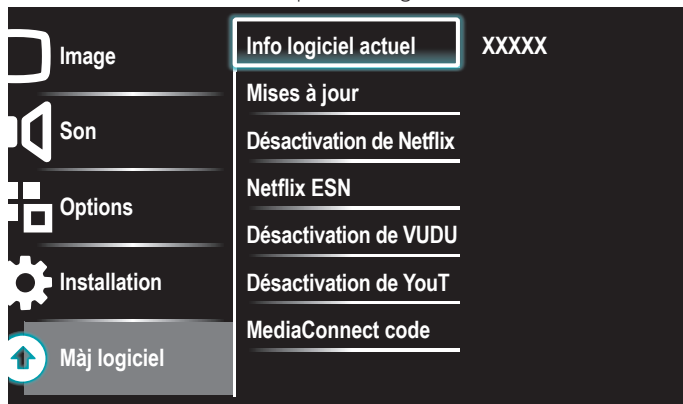 Image
Son
Options
Installation
Màj logiciel
Info logiciel actuel
Mises à jour
Désactivation de Netflix
Netflix ESN
Désactivation de VUDU
Désactivation de YouT
MediaConnect code
XXXXX